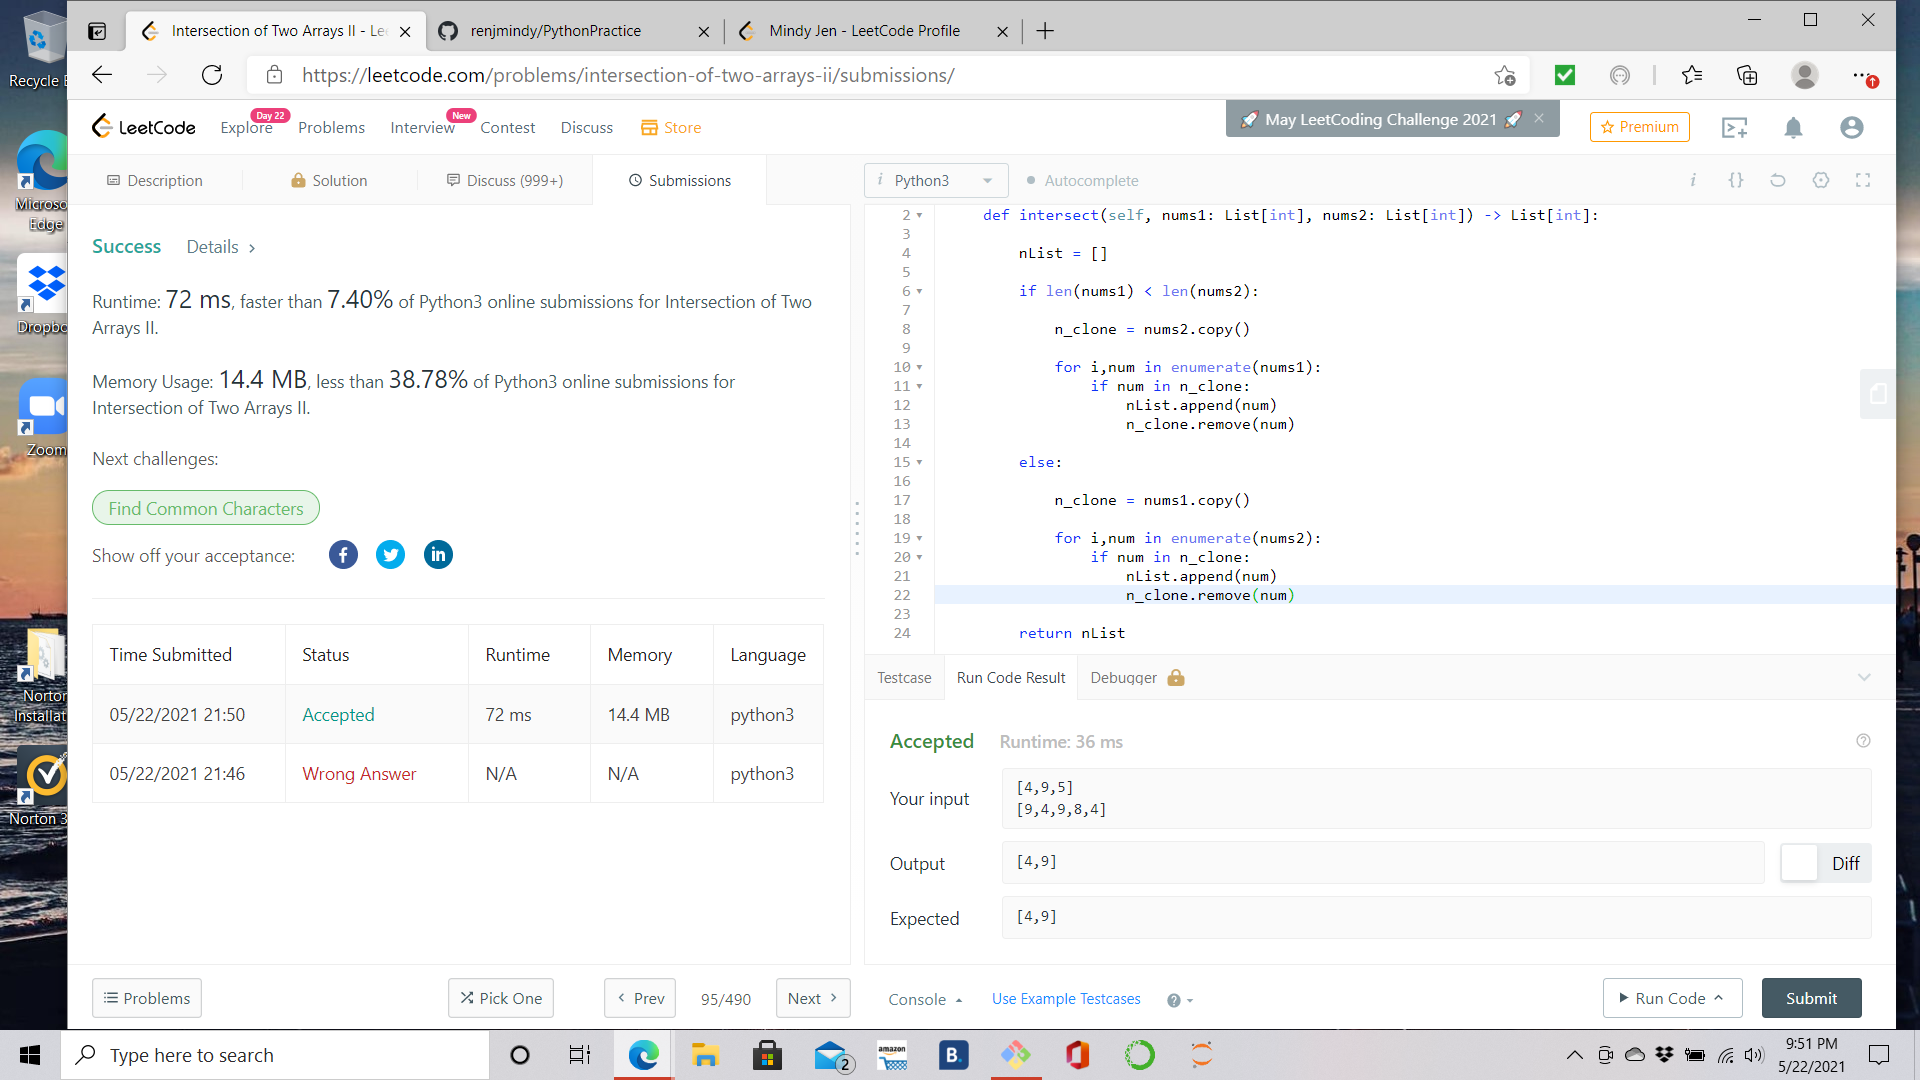 Recycle
Microso
Edge
Dropbo
Zoom
Norton
Installat
Norton 3
Intersection of Two Arrays II - Le
renjmindy/PythonPractice
Mindy Jen - LeetCode Profile
https://leetcode.com/problems/intersection-of-two-arrays-ii/submissions/
LeetCode
Explore
Day 22
Problems
Interview
New
Contest
Discuss
Store
🚀 May LeetCoding Challenge 2021 🚀
Premium
Description
Solution
Discuss (999+)
Submissions
Success
Details >
Runtime: 72 ms, faster than 7.40% of Python3 online submissions for Intersection of Two
Arrays II.
Memory Usage: 14.4 MB, less than 38.78% of Python3 online submissions for
Intersection of Two Arrays II.
Next challenges:
Find Common Characters
Show off your acceptance:
Time Submitted Status Runtime Memory Language
05/22/2021 21:50 Accepted 72 ms 14.4 MB python3
05/22/2021 21:46 Wrong Answer N/A N/A python3
Problems
Pick One
Prev
95/490
Next
i Python3
Autocomplete
2 def intersect(self, nums1: List[int], nums2: List[int]) -> List[int]:
3
4 nList = []
5
6 if len(nums1) < len(nums2):
7
8 n_clone = nums2.copy()
9
10 for i,num in enumerate(nums1):
11 if num in n_clone:
12 nList.append(num)
13 n_clone.remove(num)
14
15 else:
16
17 n_clone = nums1.copy()
18
19 for i,num in enumerate(nums2):
20 if num in n_clone:
21 nList.append(num)
22 n_clone.remove(num)
23
24 return nList
Testcase
Run Code Result
Debugger
Accepted
Runtime: 36 ms
Your input
[4,9,5]
[9,4,9,8,4]
Output
[4,9]
Diff
Expected
[4,9]
Console
Use Example Testcases
Run Code
Submit
Type here to search
2
amazon
B.
9:51 PM
5/22/2021